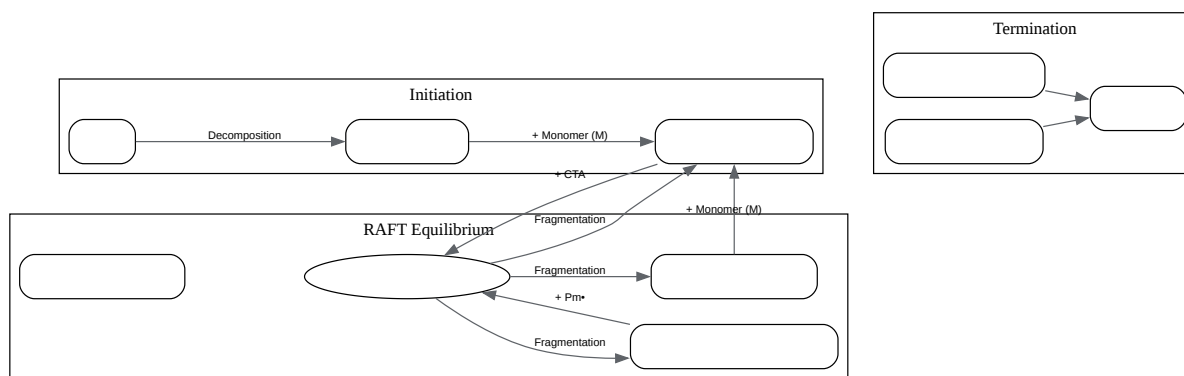 Termination
Initiation
Decomposition
+ Monomer (M)
+ CTA
Fragmentation
+ Monomer (M)
RAFT Equilibrium
Fragmentation
+ Pm•
Fragmentation